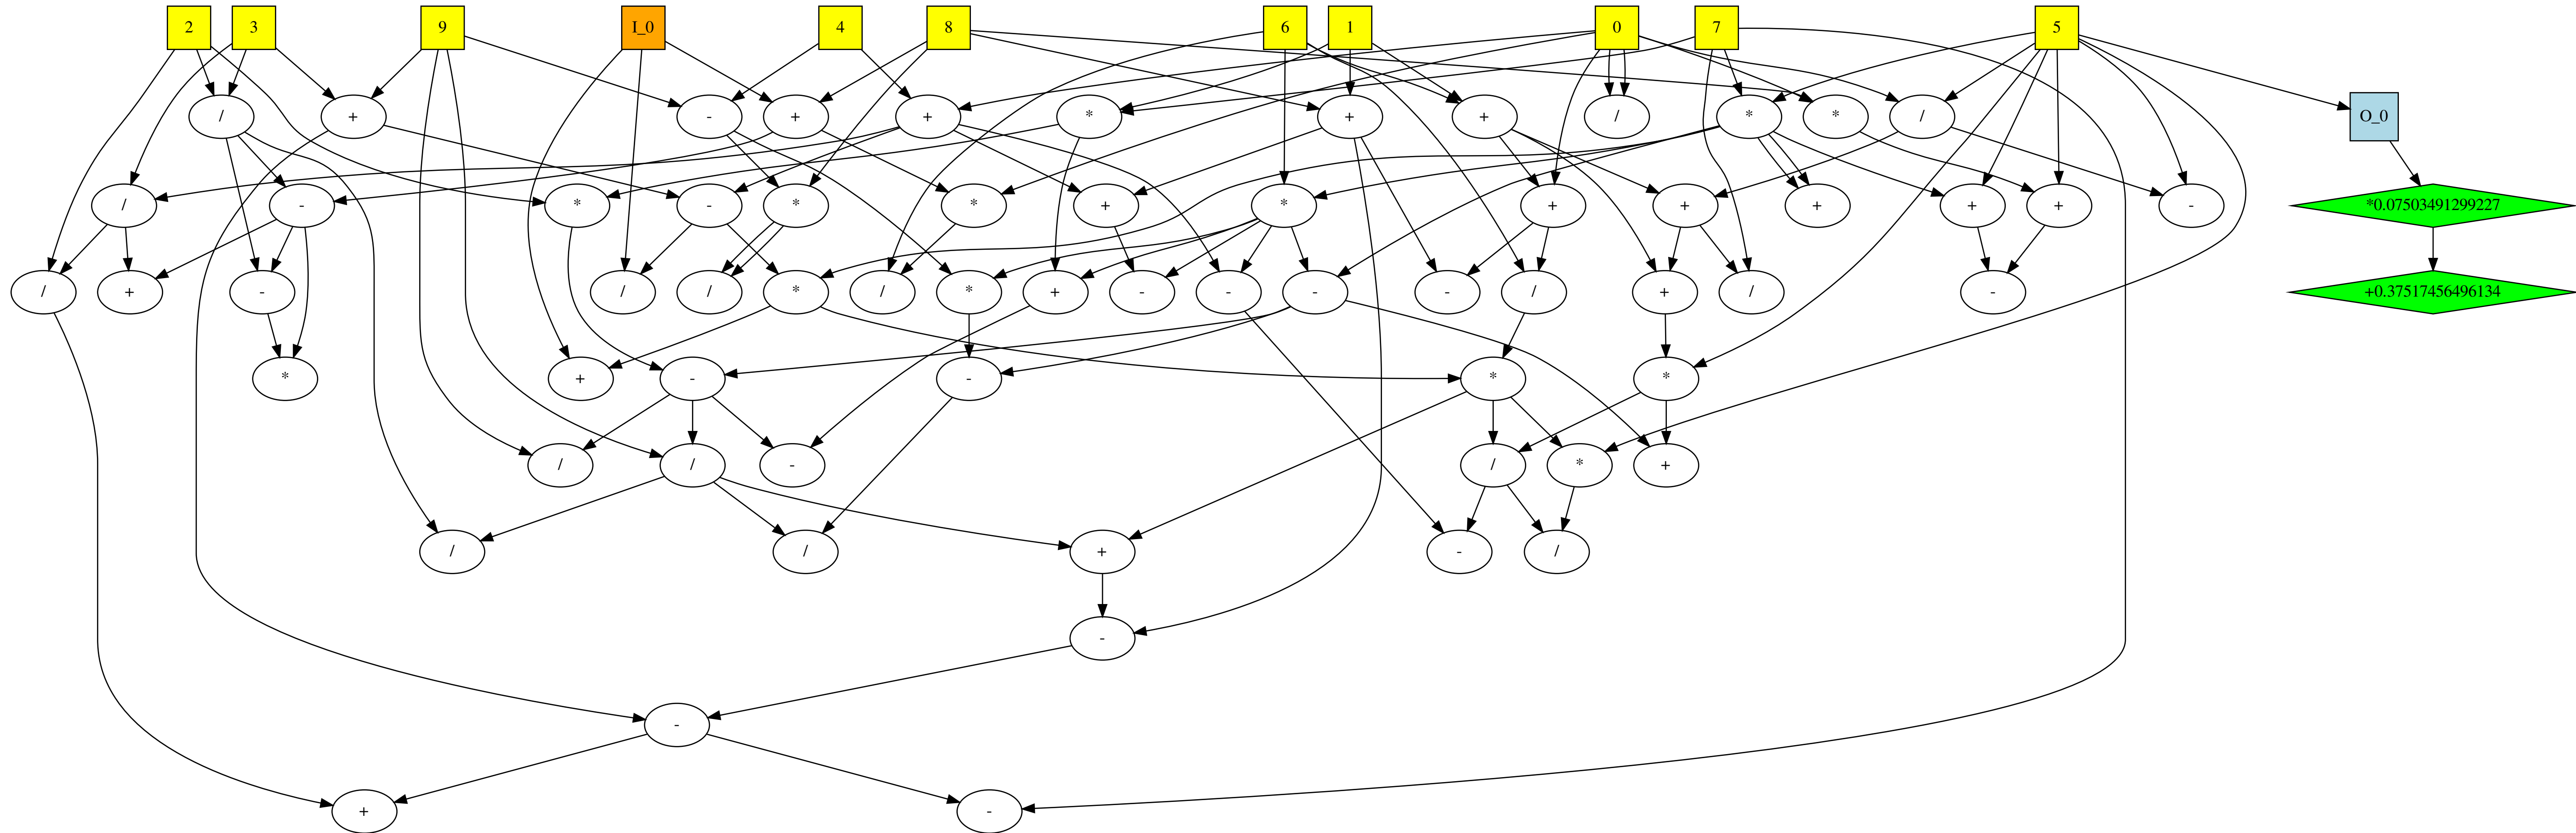 2 3 9 I_0 4 8 6 1 0 7 5
/ + - + + * + + / * * / O_0
/ - * - * * + * + + + + + - *0.07503491299227
/ + - / / * / * + - - - - / + / - +0.37517456496134
* + - - * *
/ / - / * +
/ / + - /
-
-
+ -